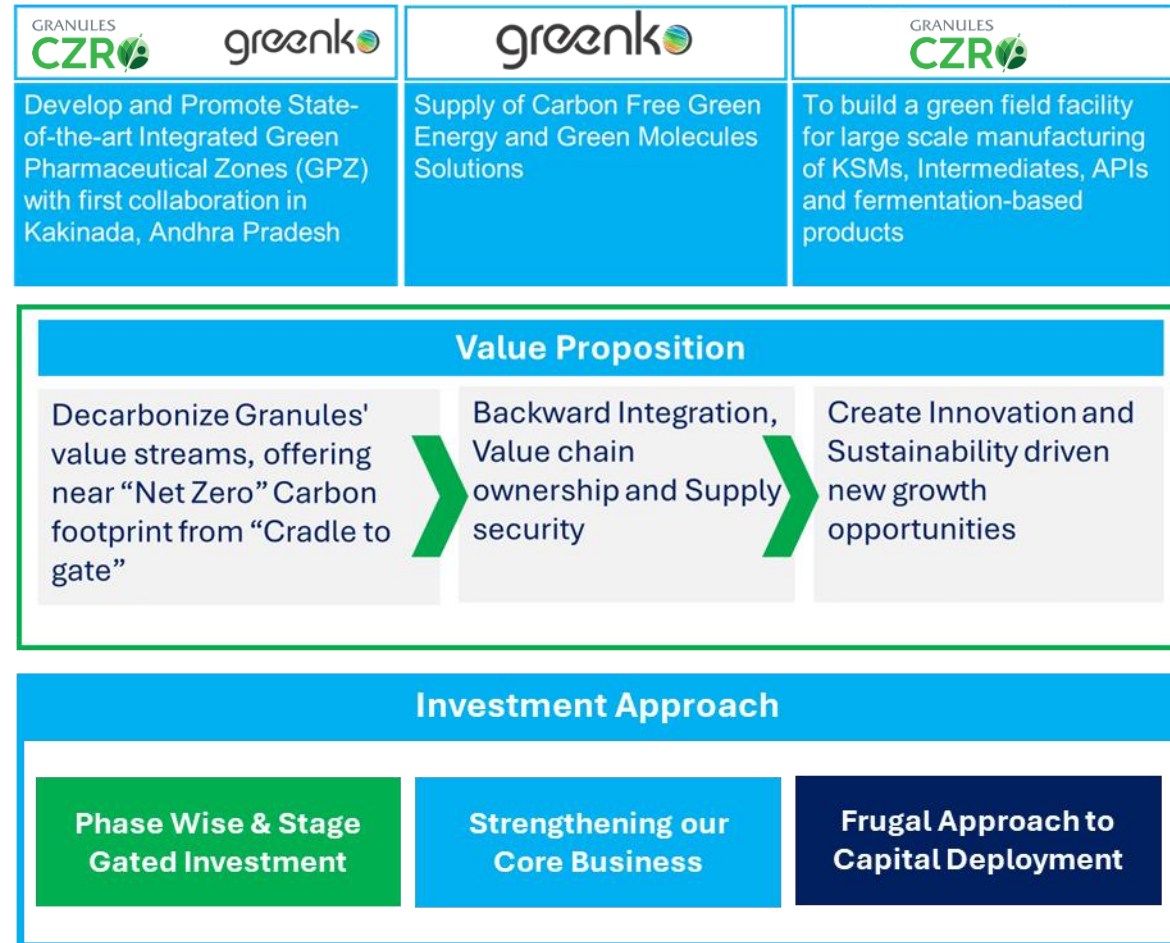 GRANULES
CZRO
greenko
greenko
GRANULES
CZRO
Develop and Promote State-
of-the-art Integrated Green
Pharmaceutical Zones (GPZ)
with first collaboration in
Kakinada, Andhra Pradesh
Supply of Carbon Free Green
Energy and Green Molecules
Solutions
To build a green field facility
for large scale manufacturing
of KSMs, Intermediates, APIs
and fermentation-based
products
Value Proposition
Decarbonize Granules'
value streams, offering
near “Net Zero” Carbon
footprint from “Cradle to
gate”
Backward Integration,
Value chain
ownership and Supply
security
Create Innovation and
Sustainability driven
new growth
opportunities
Investment Approach
Phase Wise & Stage
Gated Investment
Strengthening our
Core Business
Frugal Approach to
Capital Deployment